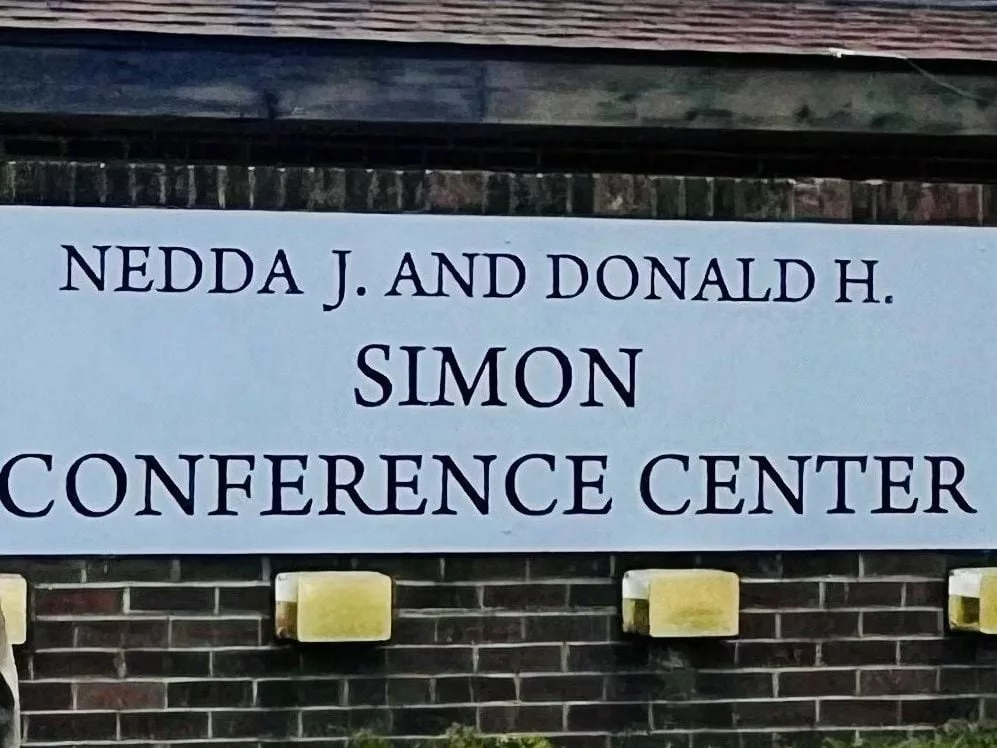 NEDDA J. AND DONALD H.
SIMON
CONFERENCE CENTER